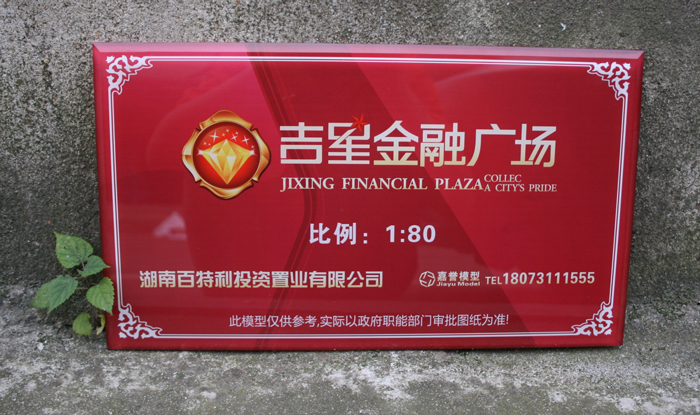 吉星金融广场
JIXING FINANCIAL PLAZA COLLEC
A CITY'S PRIDE
比例：1:80
湖南百特利投资置业有限公司 嘉誉模型 TEL18073111555
Jiayu Model
此模型仅供参考,实际以政府职能部门审批图纸为准!